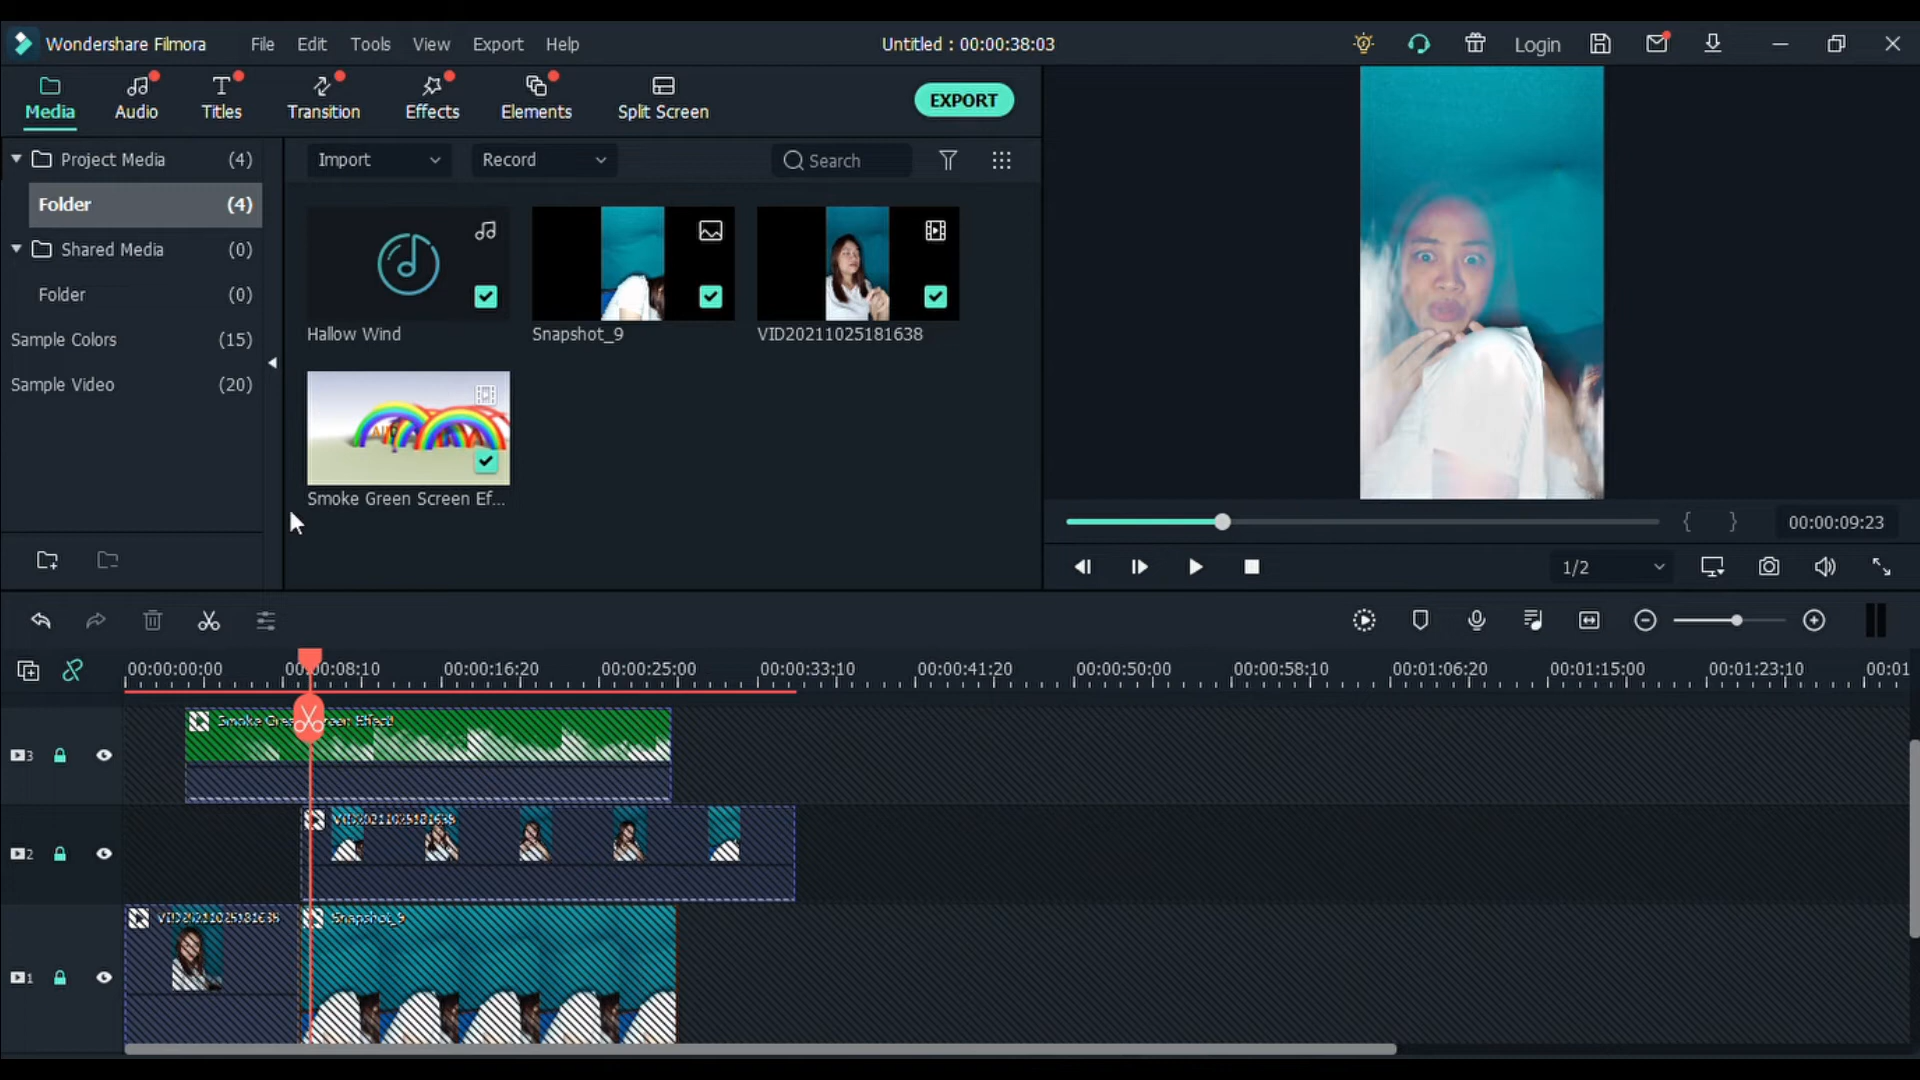 Wondershare Filmora File Edit Tools View Export Help Untitled : 00:00:38:03 Login
Media Audio Titles Transition Effects Elements Split Screen EXPORT
Project Media (4) Import Record Search
Folder (4)
Shared Media (0)
Folder (0)
Sample Colors (15)
Sample Video (20)
Hallow Wind Snapshot_9 VID20211025181638
Smoke Green Screen Ef...
{ } 00:00:09:23
1/2
00:00:00:00 00:00:08:10 00:00:16:20 00:00:25:00 00:00:33:10 00:00:41:20 00:00:50:00 00:00:58:10 00:01:06:20 00:01:15:00 00:01:23:10 00:01
Smoke Green Screen Effect
3
VID20211025181638
2
VID20211025181638 Snapshot_9
1